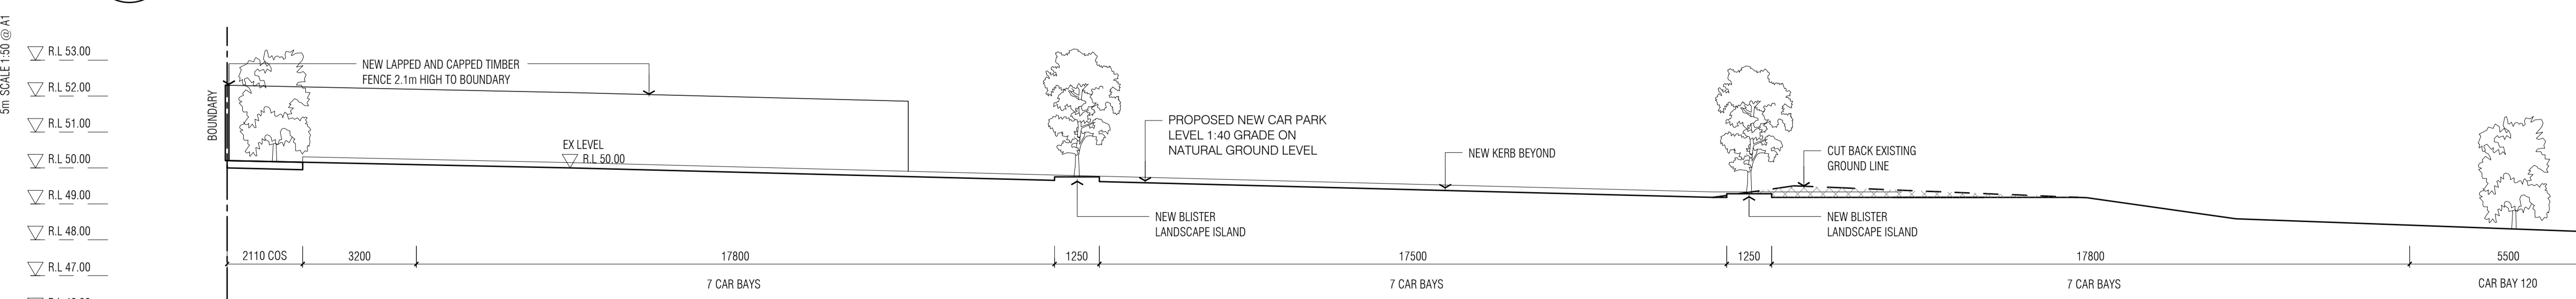 5m SCALE 1:50 @ A1
R.L 53.00
R.L 52.00
R.L 51.00
R.L 50.00
R.L 49.00
R.L 48.00
R.L 47.00
BOUNDARY
NEW LAPPED AND CAPPED TIMBER
FENCE 2.1m HIGH TO BOUNDARY
EX LEVEL
R.L 50.00
PROPOSED NEW CAR PARK
LEVEL 1:40 GRADE ON
NATURAL GROUND LEVEL
NEW KERB BEYOND
CUT BACK EXISTING
GROUND LINE
NEW BLISTER
LANDSCAPE ISLAND
NEW BLISTER
LANDSCAPE ISLAND
2110 COS
3200
17800
1250
17500
1250
17800
5500
7 CAR BAYS
7 CAR BAYS
7 CAR BAYS
CAR BAY 120